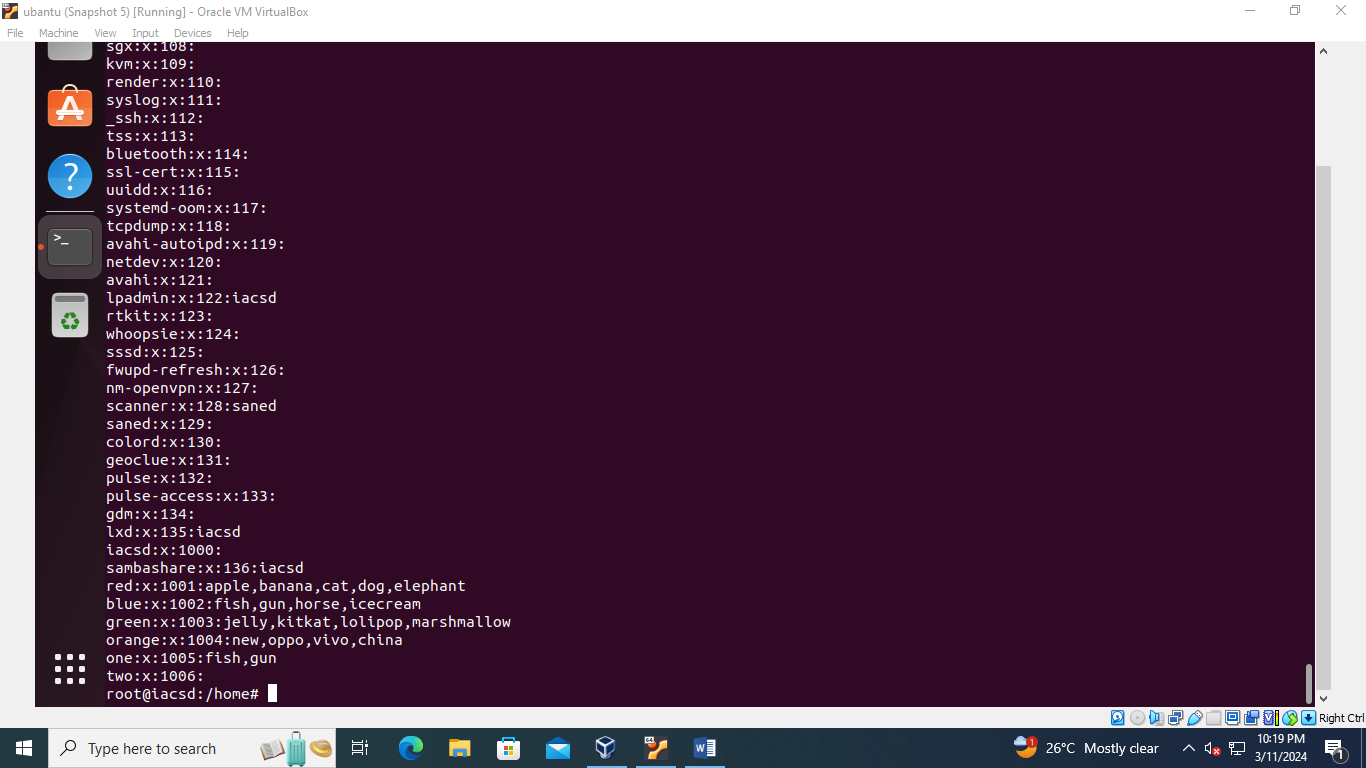 ubantu (Snapshot 5) [Running] - Oracle VM VirtualBox
File Machine View Input Devices Help
sgx:x:108:
kvm:x:109:
render:x:110:
syslog:x:111:
_ssh:x:112:
tss:x:113:
bluetooth:x:114:
ssl-cert:x:115:
uuidd:x:116:
systemd-oom:x:117:
tcpdump:x:118:
avahi-autoipd:x:119:
netdev:x:120:
avahi:x:121:
lpadmin:x:122:iacsd
rtkit:x:123:
whoopsie:x:124:
sssd:x:125:
fwupd-refresh:x:126:
nm-openvpn:x:127:
scanner:x:128:saned
saned:x:129:
colord:x:130:
geoclue:x:131:
pulse:x:132:
pulse-access:x:133:
gdm:x:134:
lxd:x:135:iacsd
iacsd:x:1000:
sambashare:x:136:iacsd
red:x:1001:apple,banana,cat,dog,elephant
blue:x:1002:fish,gun,horse,icecream
green:x:1003:jelly,kitkat,lolipop,marshmallow
orange:x:1004:new,oppo,vivo,china
one:x:1005:fish,gun
two:x:1006:
root@iacsd:/home#
Right Ctrl
Type here to search
1
26°C Mostly clear
10:19 PM
3/11/2024
1